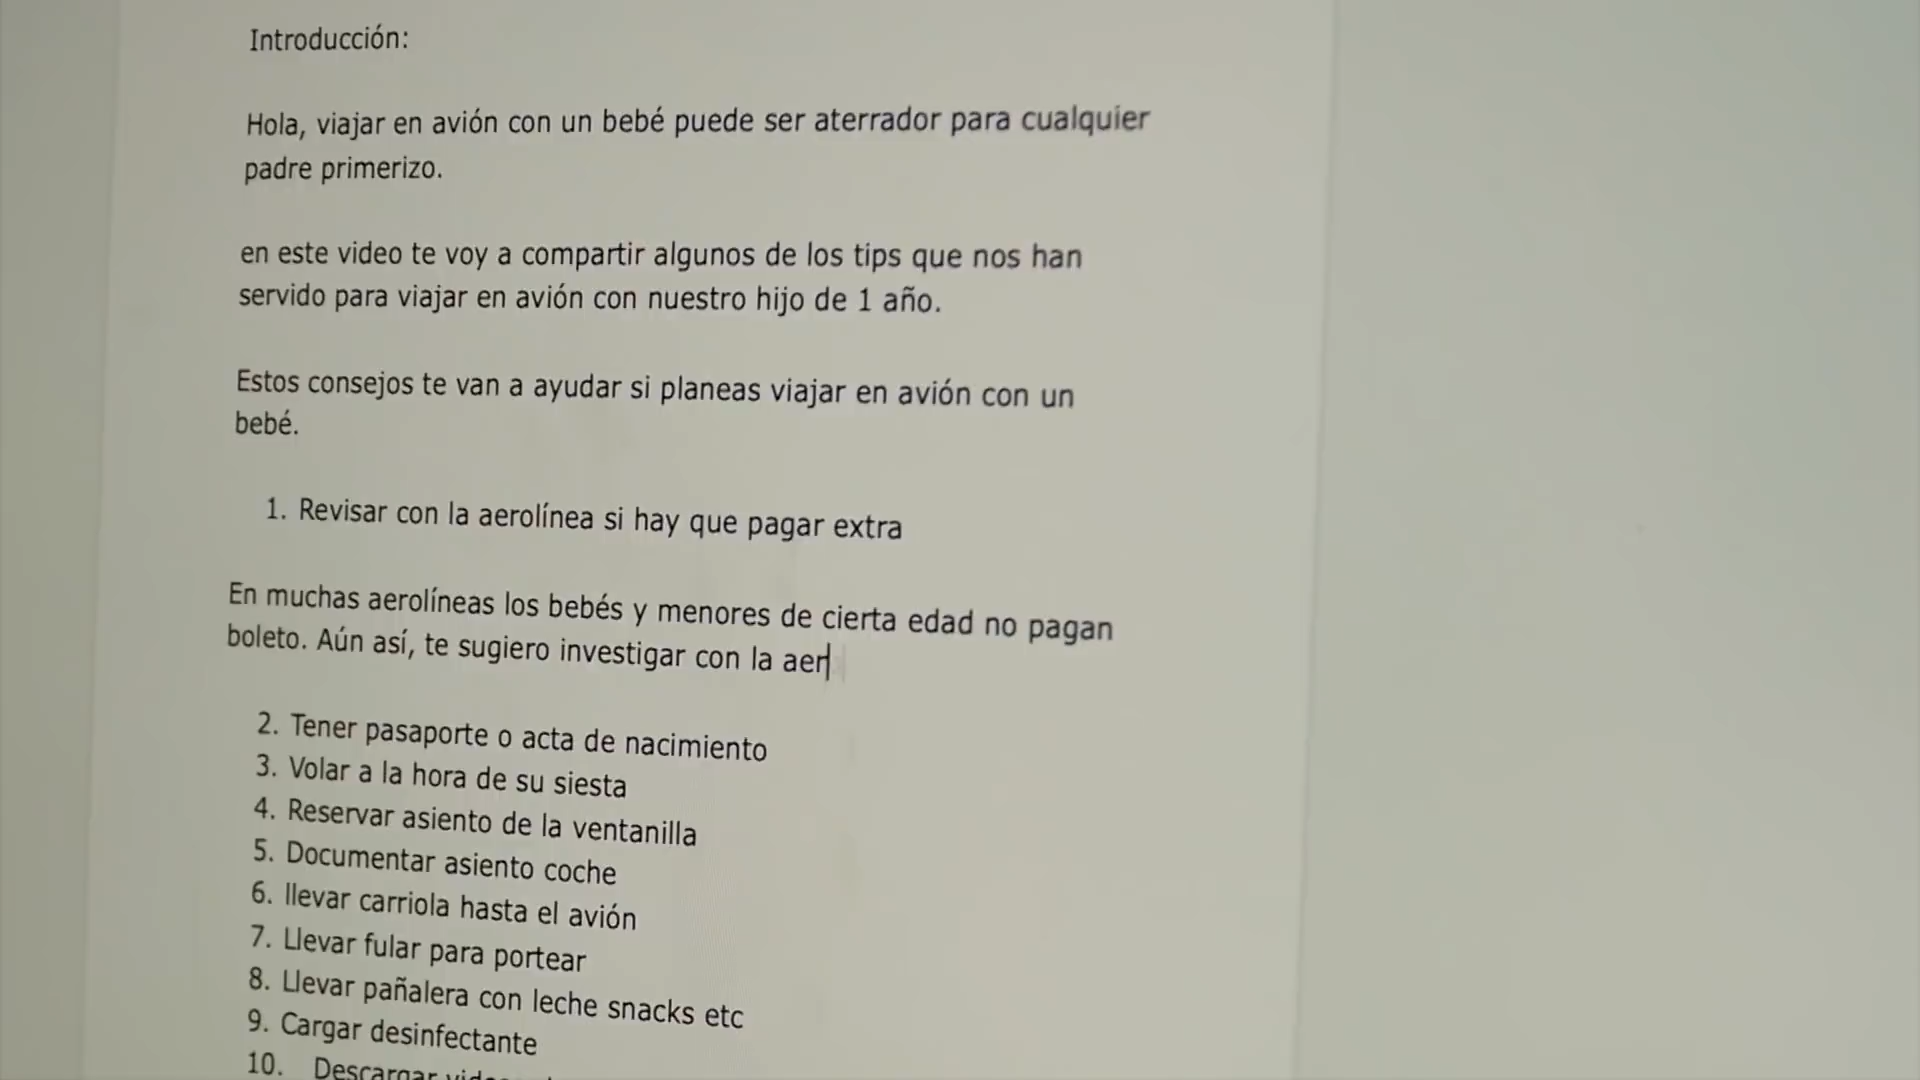 Introducción:
Hola, viajar en avión con un bebé puede ser aterrador para cualquier
padre primerizo.
en este video te voy a compartir algunos de los tips que nos han
servido para viajar en avión con nuestro hijo de 1 año.
Estos consejos te van a ayudar si planeas viajar en avión con un
bebé.
1. Revisar con la aerolínea si hay que pagar extra
En muchas aerolíneas los bebés y menores de cierta edad no pagan
boleto. Aún así, te sugiero investigar con la aer
2. Tener pasaporte o acta de nacimiento
3. Volar a la hora de su siesta
4. Reservar asiento de la ventanilla
5. Documentar asiento coche
6. llevar carriola hasta el avión
7. Llevar fular para portear
8. Llevar pañalera con leche snacks etc
9. Cargar desinfectante
10. Descargar